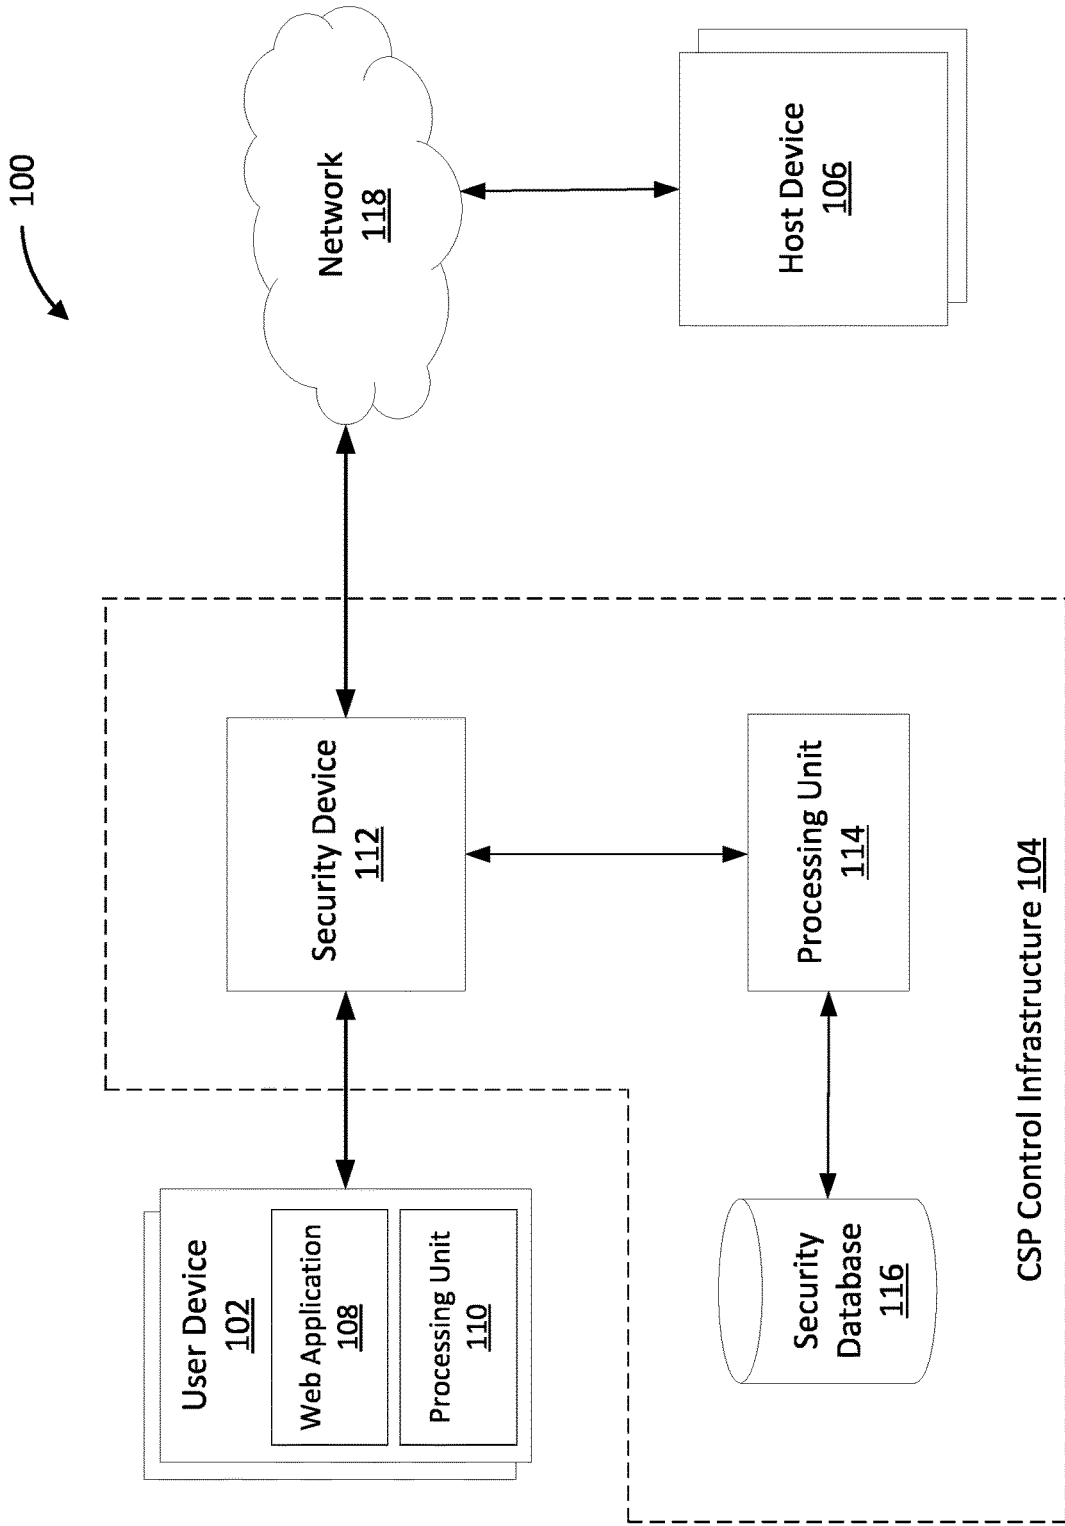 100
User Device
102
Web Application
108
Processing Unit
110
Security Device
112
Network
118
Security
Database
116
Processing Unit
114
Host Device
106
CSP Control Infrastructure 104